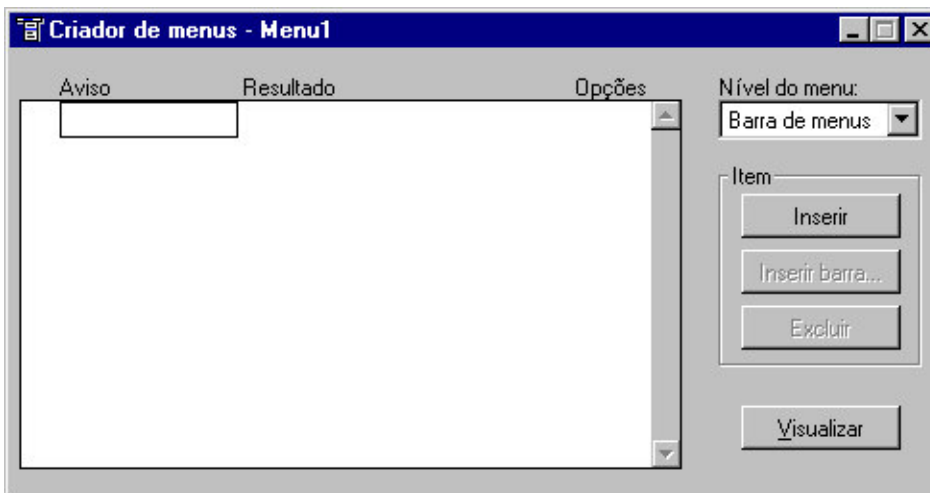 Criador de menus - Menu1
Aviso Resultado Opções Nível do menu:
Barra de menus
Item
Inserir
Inserir barra...
Excluir
Visualizar